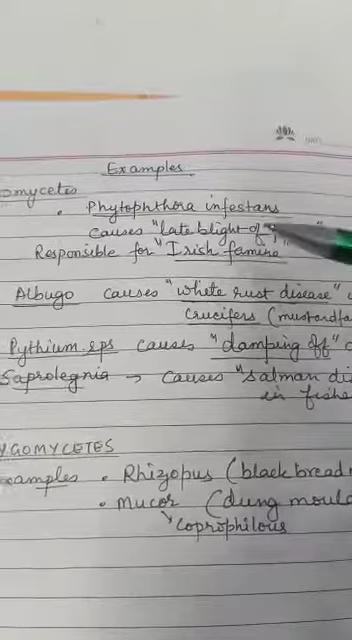 Examples
omycetes
• Phytophthora infestans
causes "late blight of
Responsible for "Irish famine"
Albugo causes "white rust disease"
Crucifers (mustard fa
Pythium sps causes "damping off"
Saprolegnia → causes "Salman di
in fishe
YGOMYCETES
examples • Rhizopus (black bread
• Mucor (dung mould
↘ Coprophilous